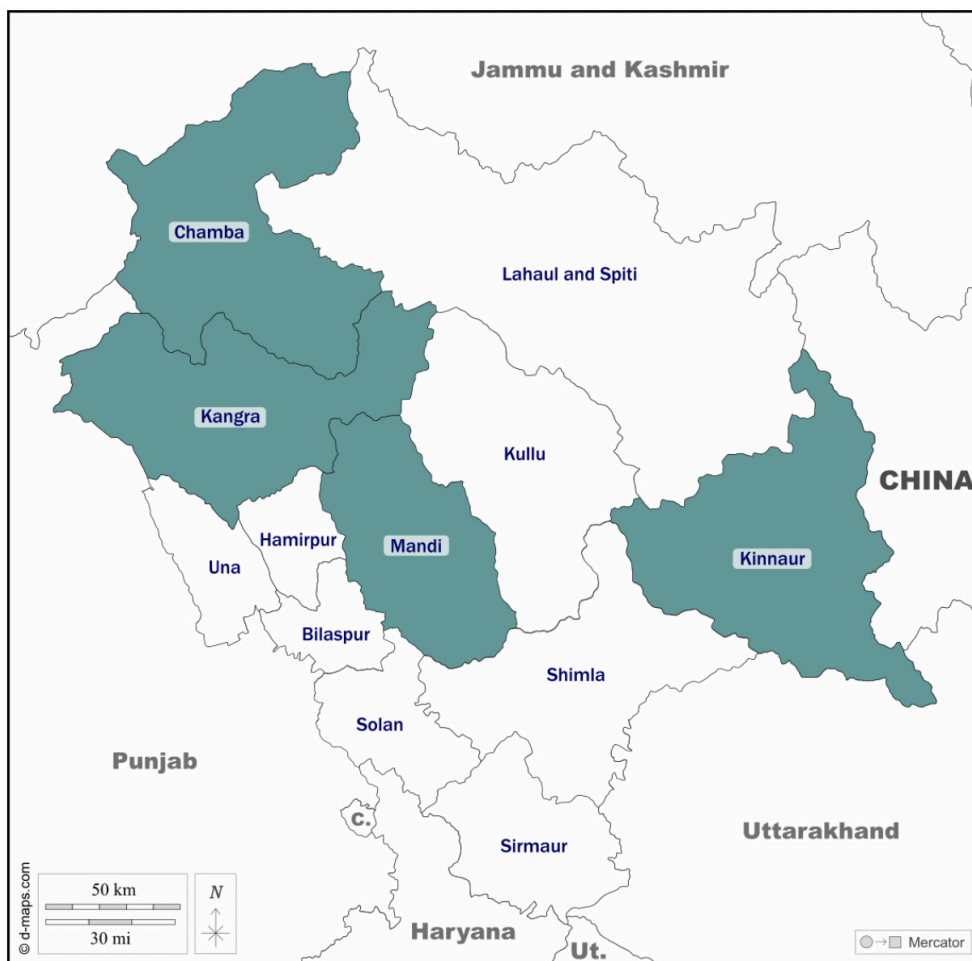 Jammu and Kashmir
Chamba
Lahaul and Spiti
Kangra
Kullu
CHINA
Hamirpur
Mandi
Kinnaur
Una
Bilaspur
Shimla
Solan
Punjab
C.
Uttarakhand
Sirmaur
50 km
30 mi
N
Haryana
Ut.
Mercator
© d-maps.com